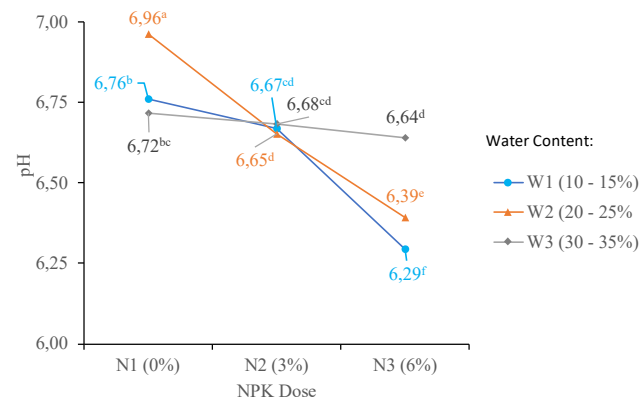 7,00
6,75
6,50
6,25
6,00
pH
6,96ᵃ
6,76ᵇ
6,67ᶜᵈ
6,68ᶜᵈ
6,64ᵈ
6,72ᵇᶜ
6,65ᵈ
6,39ᵉ
6,29ᶠ
N1 (0%)
N2 (3%)
N3 (6%)
NPK Dose
Water Content:
W1 (10 - 15%)
W2 (20 - 25%
W3 (30 - 35%)